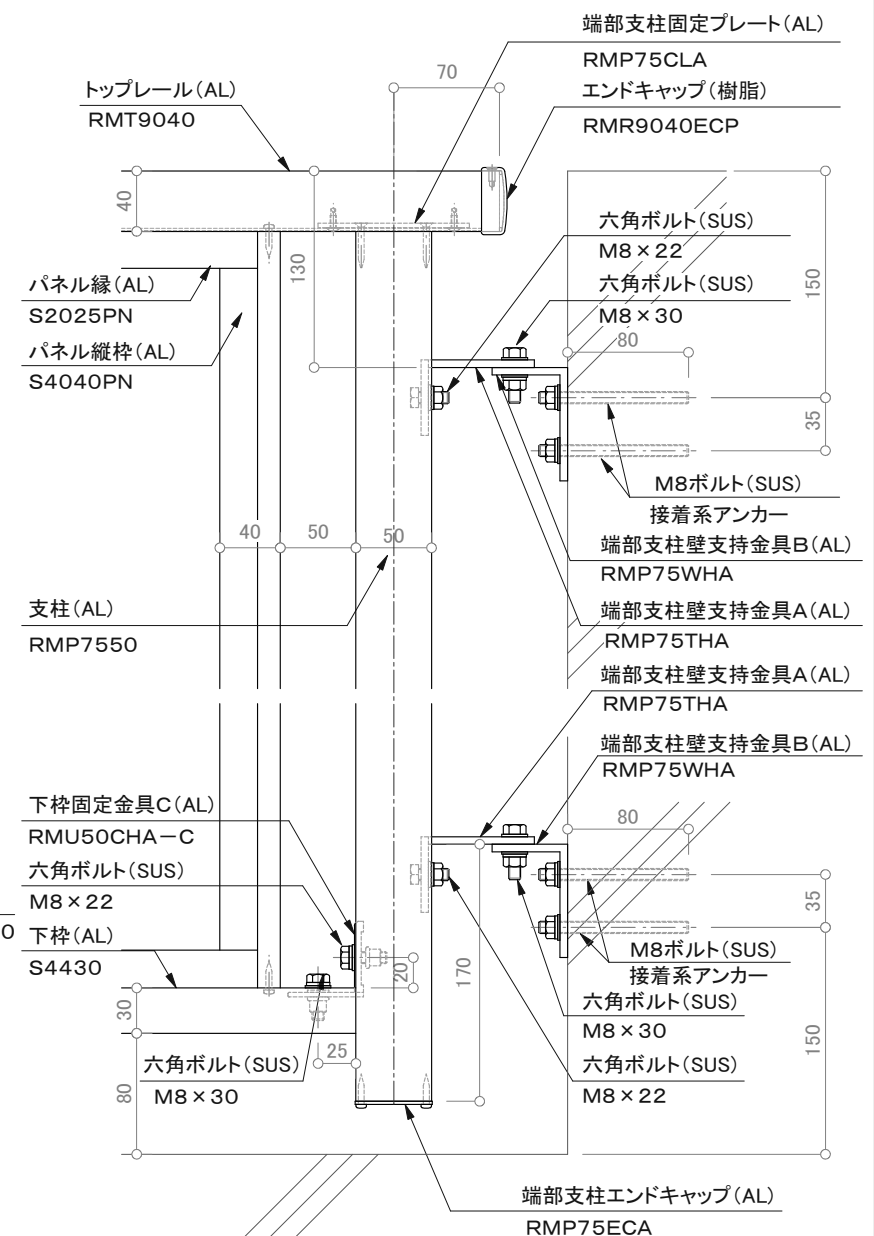 端部支柱固定プレート(AL)
RMP75CLA
70
トップレール(AL)
RMT9040
エンドキャップ(樹脂)
RMR9040ECP
40
130
六角ボルト(SUS)
M8×22
六角ボルト(SUS)
M8×30
150
80
パネル縁(AL)
S2025PN
パネル縦枠(AL)
S4040PN
35
M8ボルト(SUS)
接着系アンカー
40
50
50
端部支柱壁支持金具B(AL)
RMP75WHA
支柱(AL)
RMP7550
端部支柱壁支持金具A(AL)
RMP75THA
端部支柱壁支持金具A(AL)
RMP75THA
端部支柱壁支持金具B(AL)
RMP75WHA
下枠固定金具C(AL)
RMU50CHA-C
80
六角ボルト(SUS)
M8×22
35
0
下枠(AL)
S4430
M8ボルト(SUS)
接着系アンカー
20
170
30
六角ボルト(SUS)
M8×30
150
25
六角ボルト(SUS)
M8×30
六角ボルト(SUS)
M8×22
80
端部支柱エンドキャップ(AL)
RMP75ECA